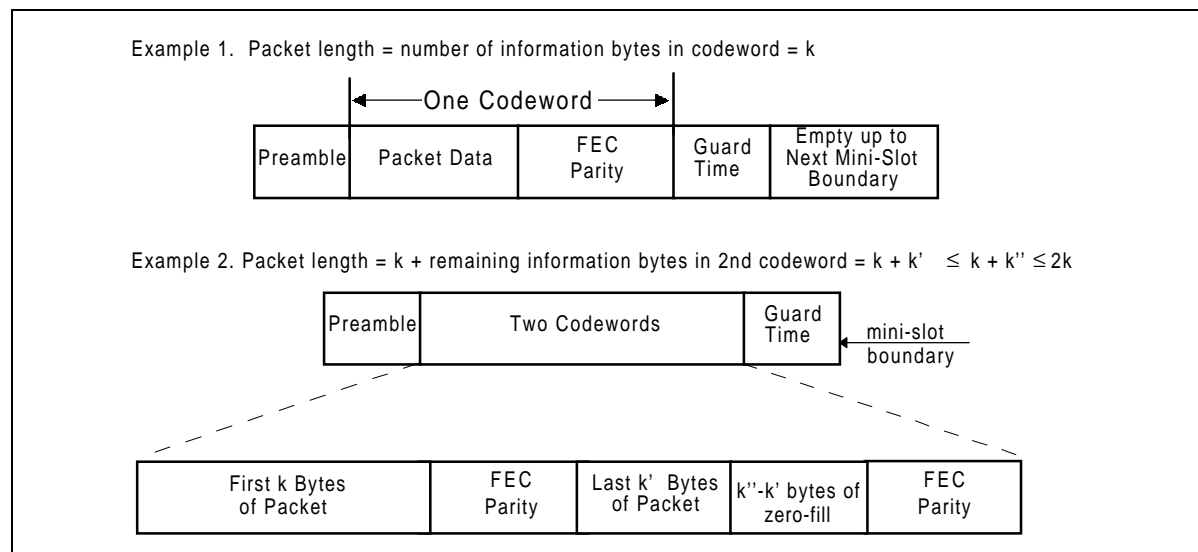 Example 1. Packet length = number of information bytes in codeword = k
One Codeword
Preamble
Packet Data
FEC
Parity
Guard
Time
Empty up to
Next Mini-Slot
Boundary
Example 2. Packet length = k + remaining information bytes in 2nd codeword = k + k' ≤ k + k'' ≤ 2k
Preamble
Two Codewords
Guard
Time
mini-slot
boundary
First k Bytes
of Packet
FEC
Parity
Last k' Bytes
of Packet
k''-k' bytes of
zero-fill
FEC
Parity